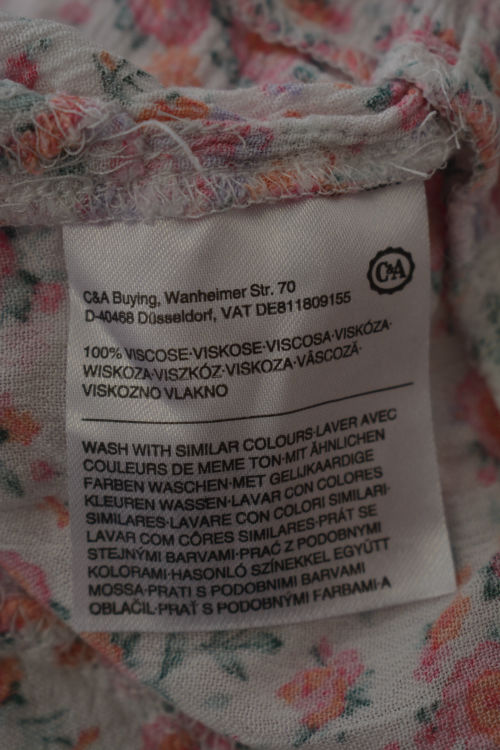 C&A
C&A Buying, Wanheimer Str. 70
D-40468 Düsseldorf, VAT DE811809155
100% VISCOSE·VISKOSE·VISCOSA·VISKÓZA·
WISKOZA·VISZKÓZ·VISKOZA·VÂSCOZĂ·
VISKOZNO VLAKNO
WASH WITH SIMILAR COLOURS·LAVER AVEC
COULEURS DE MEME TON·MIT ÄHNLICHEN
FARBEN WASCHEN·MET GELIJKAARDIGE
KLEUREN WASSEN·LAVAR CON COLORES
SIMILARES·LAVARE CON COLORI SIMILARI·
LAVAR COM CÔRES SIMILARES·PRÁT SE
STEJNÝMI BARVAMI·PRAĆ Z PODOBNYMI
KOLORAMI·HASONLÓ SZÍNEKKEL EGYÜTT
MOSSA·PRATI S PODOBNIMI BARVAMI
OBLAČIL·PRAŤ S PODOBNÝMI FARBAMI·A